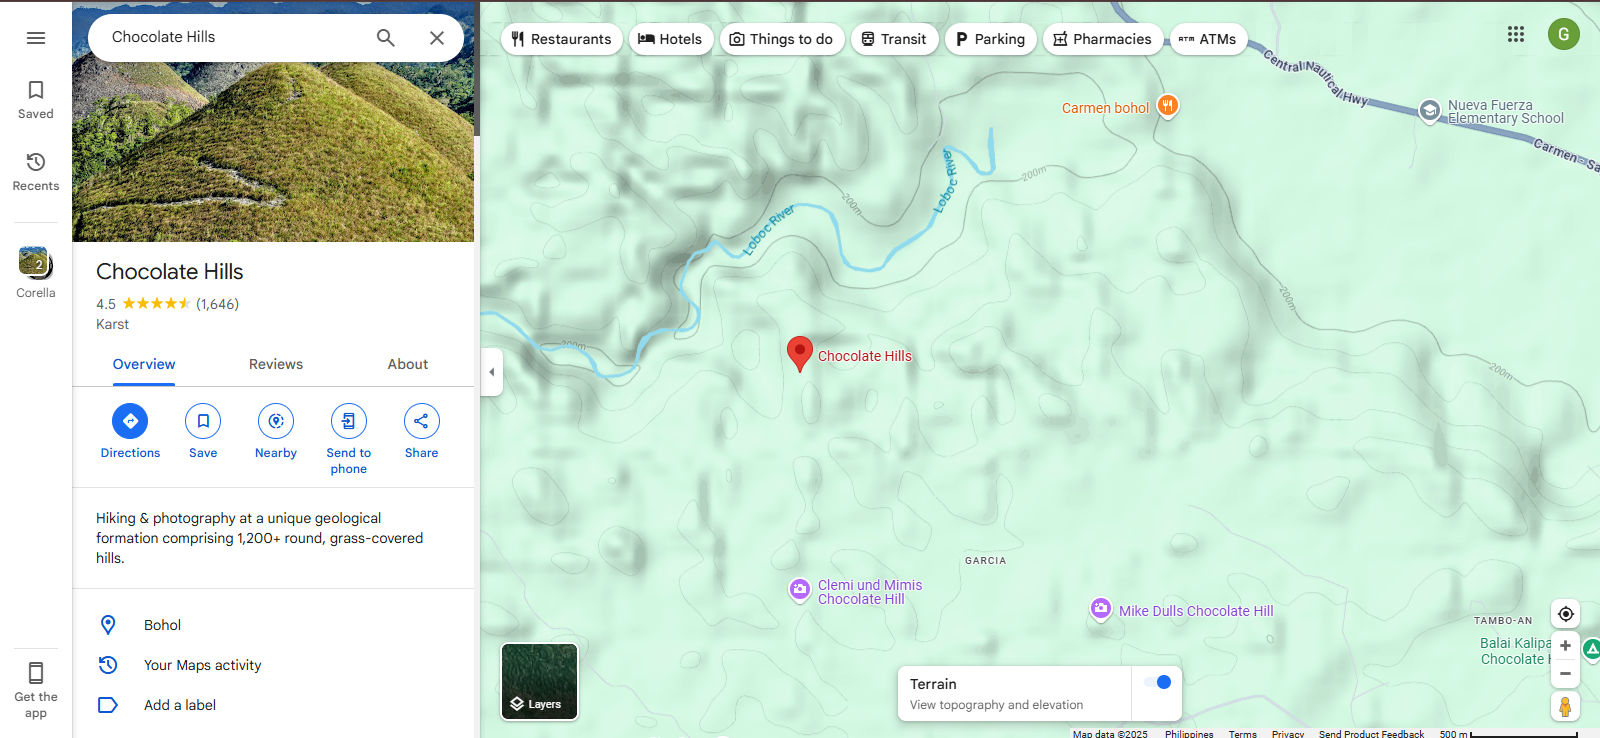 Chocolate Hills
Restaurants
Hotels
Things to do
Transit
Parking
Pharmacies
ATM
ATMs
G
Saved
Recents
2
Corella
Get the
app
Chocolate Hills
4.5
(1,646)
Karst
Overview
Reviews
About
Directions
Save
Nearby
Send to
phone
Share
Hiking & photography at a unique geological
formation comprising 1,200+ round, grass-covered
hills.
Bohol
Your Maps activity
Add a label
Central Nautical Hwy
Carmen bohol
Nueva Fuerza
Elementary School
Carmen - Sa
Loboc River
Loboc River
200m
200m
200m
200m
200m
Chocolate Hills
GARCIA
Clemi und Mimis
Chocolate Hill
Mike Dulls Chocolate Hill
TAMBO-AN
Balai Kalipa
Chocolate H
Layers
Terrain
View topography and elevation
Map data ©2025
Philippines
Terms
Privacy
Send Product Feedback
500 m